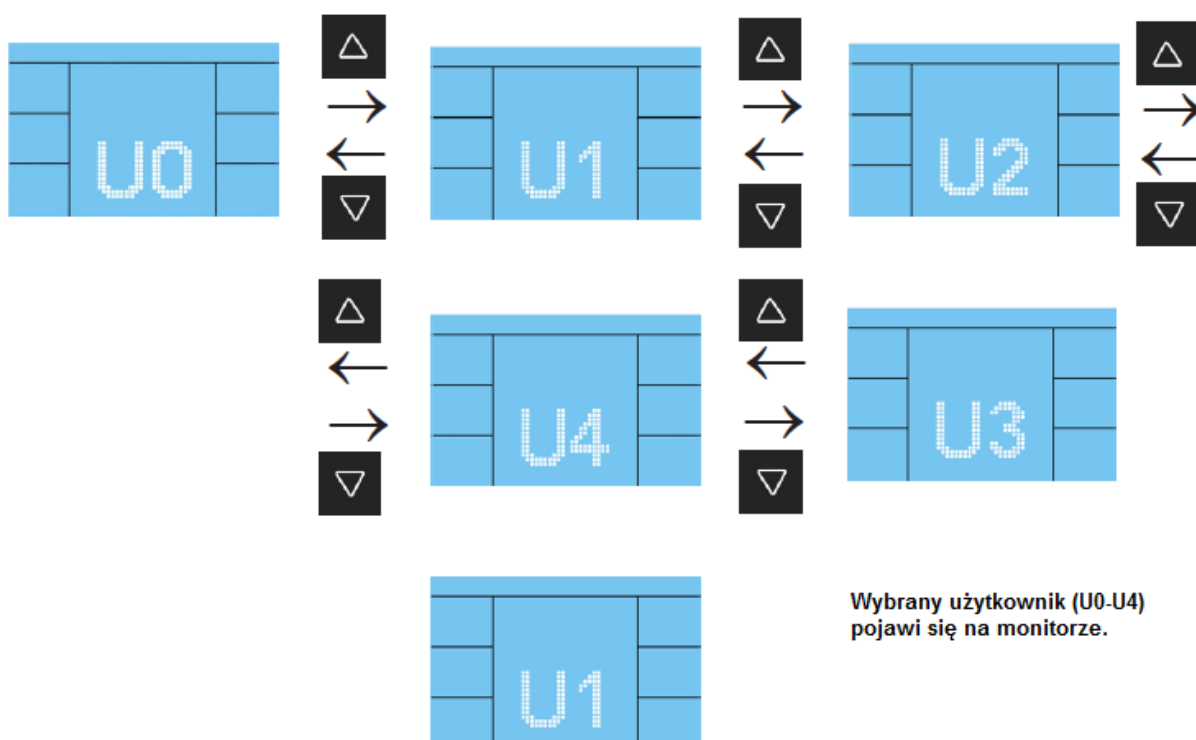 U0
U1
U2
U4
U3
U1
Wybrany użytkownik (U0-U4)
pojawi się na monitorze.